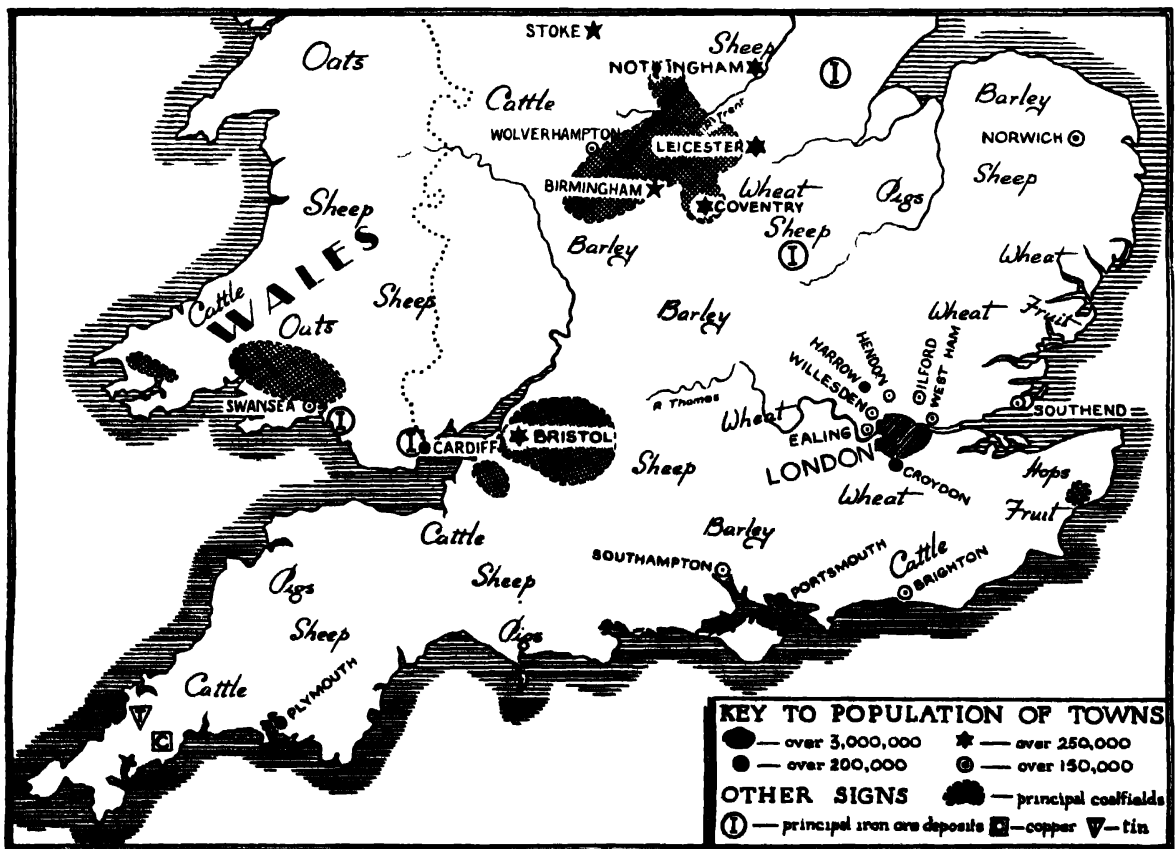 STOKE
Oats
Sheep
NOTTINGHAM
I
Cattle
R. Trent
Barley
WOLVERHAMPTON
LEICESTER
NORWICH
BIRMINGHAM
Wheat
Pigs
Sheep
COVENTRY
Sheep
Sheep
I
Barley
WALES
Wheat
Cattle
Sheep
Oats
Barley
Wheat
Fruit
HARROW
HENDON
ILFORD
WEST HAM
WILLESDEN
R Thames
SWANSEA
I
Wheat
SOUTHEND
I
CARDIFF
BRISTOL
EALING
LONDON
Sheep
CROYDON
Hops
Wheat
Fruit
Cattle
Barley
SOUTHAMPTON
PORTSMOUTH
Cattle
BRIGHTON
Pigs
Sheep
Sheep
Pigs
Cattle
PLYMOUTH
T
C
KEY TO POPULATION OF TOWNS
— over 3,000,000
— over 250,000
— over 200,000
— over 150,000
OTHER SIGNS
— principal coalfields
I — principal iron ore deposits C — copper T — tin